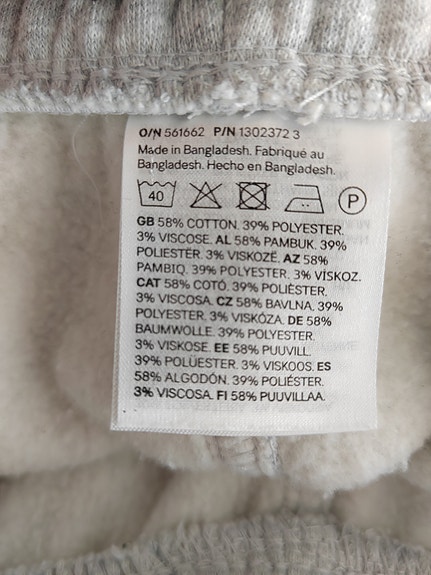 O/N 561662 P/N 1302372 3
Made in Bangladesh. Fabriqué au
Bangladesh. Hecho en Bangladesh.
40 P
GB 58% COTTON. 39% POLYESTER.
3% VISCOSE. AL 58% PAMBUK. 39%
POLIESTËR. 3% VISKOZË. AZ 58%
PAMBIQ. 39% POLYESTER. 3% VİSKOZ.
CAT 58% COTÓ. 39% POLIÈSTER.
3% VISCOSA. CZ 58% BAVLNA. 39%
POLYESTER. 3% VISKÓZA. DE 58%
BAUMWOLLE. 39% POLYESTER.
3% VISKOSE. EE 58% PUUVILL.
39% POLÜESTER. 3% VISKOOS. ES
58% ALGODÓN. 39% POLIÉSTER.
3% VISCOSA. FI 58% PUUVILLAA.